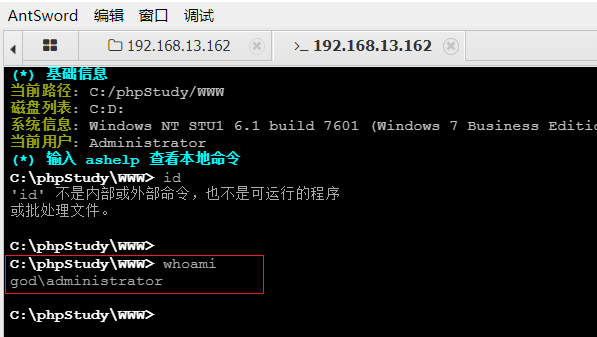 AntSword 编辑 窗口 调试
192.168.13.162 >_ 192.168.13.162
(*) 基础信息
当前路径: C:/phpStudy/WWW
磁盘列表: C:D:
系统信息: Windows NT STU1 6.1 build 7601 (Windows 7 Business Editio
当前用户: Administrator
(*) 输入 ashelp 查看本地命令
C:\phpStudy\WWW> id
'id' 不是内部或外部命令，也不是可运行的程序
或批处理文件。
C:\phpStudy\WWW>
C:\phpStudy\WWW> whoami
god\administrator
C:\phpStudy\WWW>